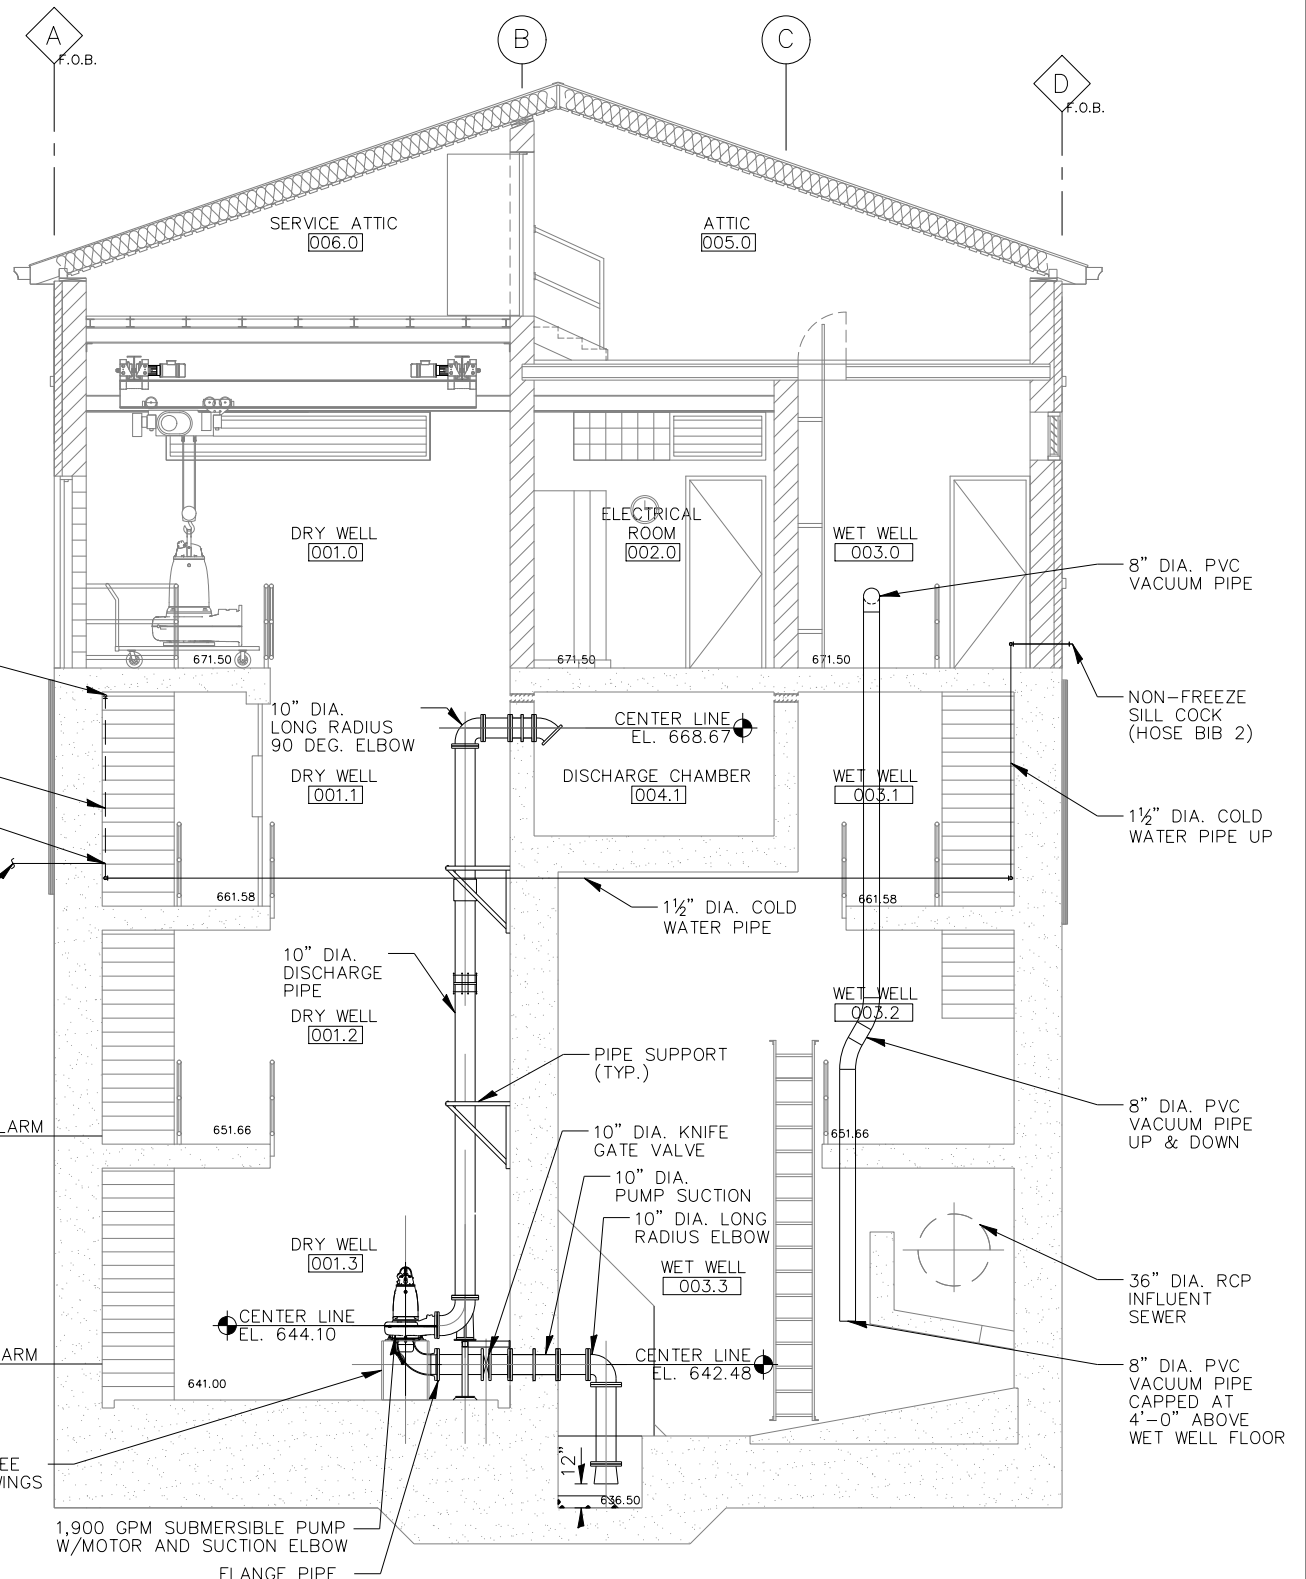 A
F.O.B.
B
C
D
F.O.B.
SERVICE ATTIC
006.0
ATTIC
005.0
DRY WELL
001.0
ELECTRICAL
ROOM
002.0
WET WELL
003.0
8" DIA. PVC
VACUUM PIPE
671.50
671.50
671.50
10" DIA.
LONG RADIUS
90 DEG. ELBOW
CENTER LINE
EL. 668.67
NON-FREEZE
SILL COCK
(HOSE BIB 2)
DRY WELL
001.1
DISCHARGE CHAMBER
004.1
WET WELL
003.1
1½" DIA. COLD
WATER PIPE UP
661.58
661.58
1½" DIA. COLD
WATER PIPE
10" DIA.
DISCHARGE
PIPE
DRY WELL
001.2
WET WELL
003.2
PIPE SUPPORT
(TYP.)
8" DIA. PVC
VACUUM PIPE
UP & DOWN
LARM
651.66
651.66
10" DIA. KNIFE
GATE VALVE
10" DIA.
PUMP SUCTION
10" DIA. LONG
RADIUS ELBOW
DRY WELL
001.3
WET WELL
003.3
36" DIA. RCP
INFLUENT
SEWER
CENTER LINE
EL. 644.10
ARM
CENTER LINE
EL. 642.48
641.00
8" DIA. PVC
VACUUM PIPE
CAPPED AT
4'-0" ABOVE
WET WELL FLOOR
EE
WINGS
12"
636.50
1,900 GPM SUBMERSIBLE PUMP
W/MOTOR AND SUCTION ELBOW
FLANGE PIPE